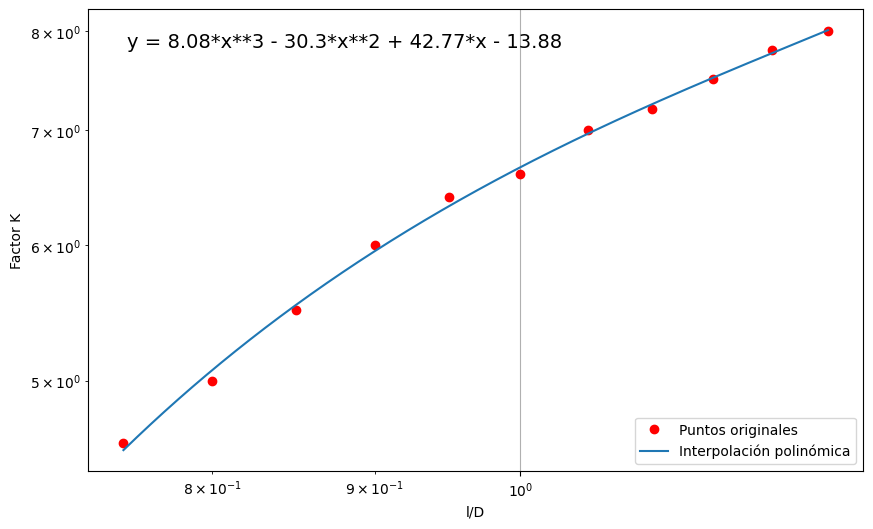 y = 8.08*x**3 - 30.3*x**2 + 42.77*x - 13.88
8 × 10⁰
7 × 10⁰
6 × 10⁰
5 × 10⁰
Factor K
Puntos originales
Interpolación polinómica
8 × 10⁻¹ 9 × 10⁻¹ 10⁰
l/D